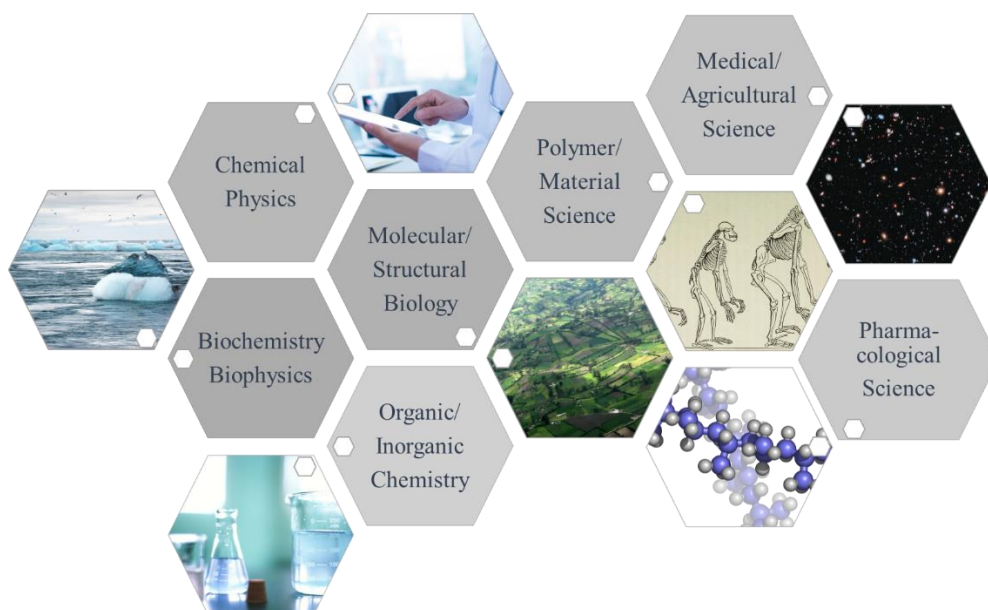 Medical/
Agricultural
Science
Chemical
Physics
Polymer/
Material
Science
Molecular/
Structural
Biology
Biochemistry
Biophysics
Pharma-
cological
Science
Organic/
Inorganic
Chemistry